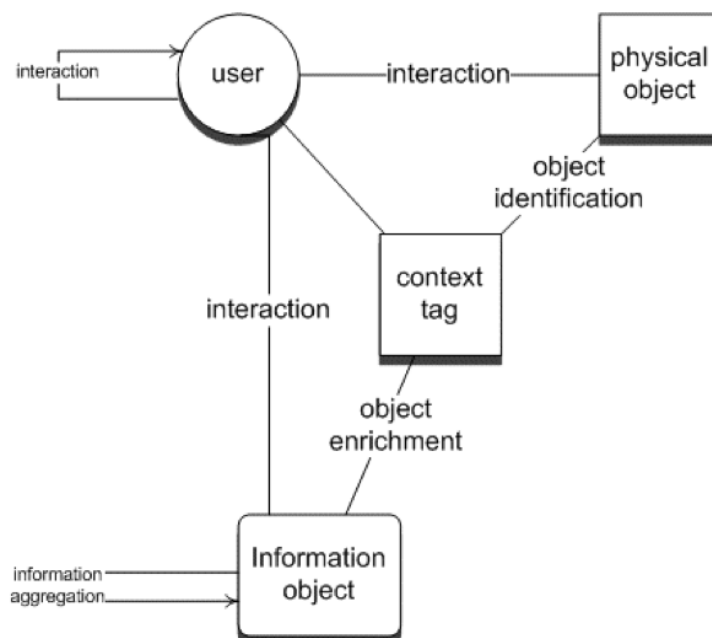 interaction
user
interaction
physical
object
object
identification
context
tag
interaction
object
enrichment
Information
object
information
aggregation